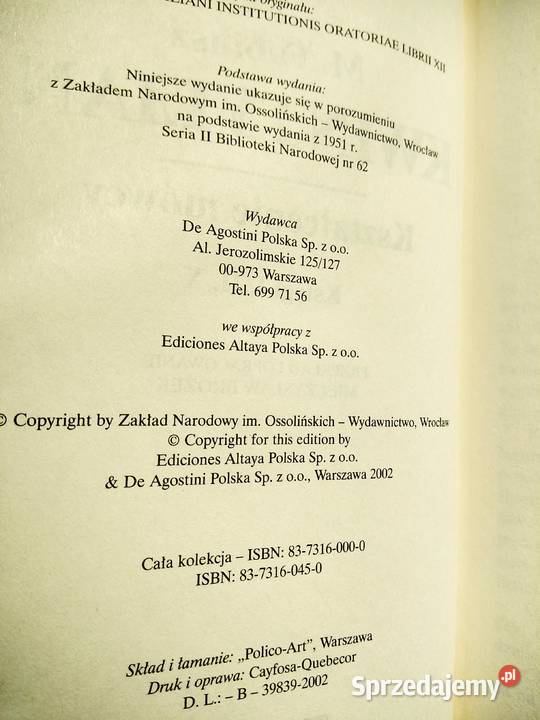 oryginału:
LIANI INSTITUTIONIS ORATORIAE LIBRII XII
Podstawa wydania:
Niniejsze wydanie ukazuje się w porozumieniu
z Zakładem Narodowym im. Ossolińskich – Wydawnictwo, Wrocław
na podstawie wydania z 1951 r.
Seria II Biblioteki Narodowej nr 62
Wydawca
De Agostini Polska Sp. z o.o.
Al. Jerozolimskie 125/127
00-973 Warszawa
Tel. 699 71 56
we współpracy z
Ediciones Altaya Polska Sp. z o.o.
© Copyright by Zakład Narodowy im. Ossolińskich – Wydawnictwo, Wrocław
© Copyright for this edition by
Ediciones Altaya Polska Sp. z o.o.
& De Agostini Polska Sp. z o.o., Warszawa 2002
Cała kolekcja – ISBN: 83-7316-000-0
ISBN: 83-7316-045-0
Skład i łamanie: „Polico-Art”, Warszawa
Druk i oprawa: Cayfosa-Quebecor
D. L.: – B – 39839-2002
Sprzedajemy.pl